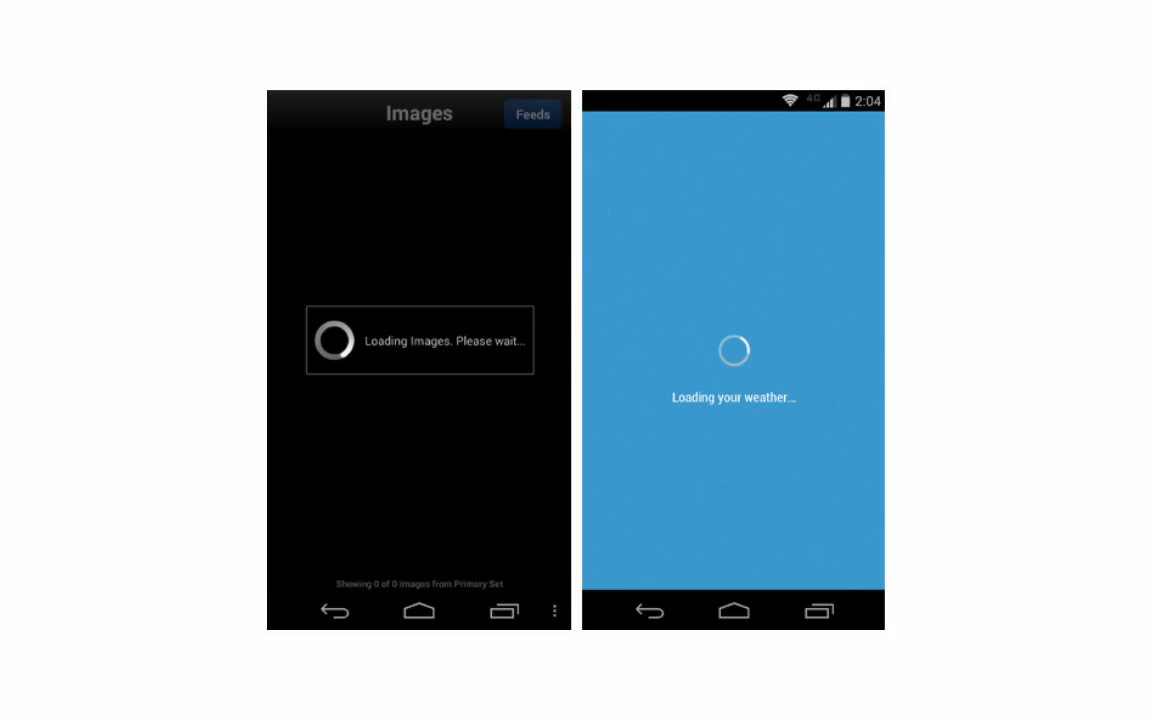 Images
Feeds
Loading Images. Please wait...
Showing 0 of 0 images from Primary Set
4G
2:04
Loading your weather...